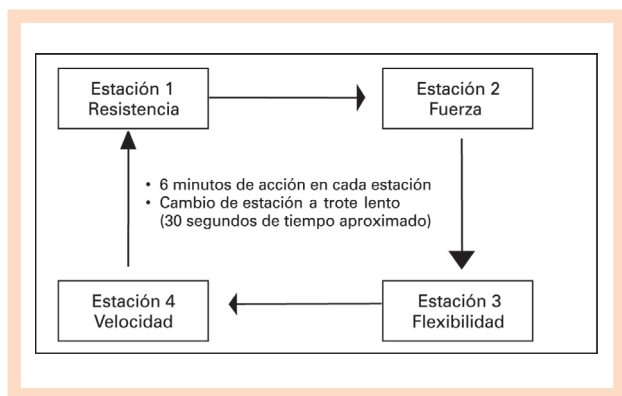 Estación 1
Resistencia
Estación 2
Fuerza
• 6 minutos de acción en cada estación
• Cambio de estación a trote lento
(30 segundos de tiempo aproximado)
Estación 4
Velocidad
Estación 3
Flexibilidad